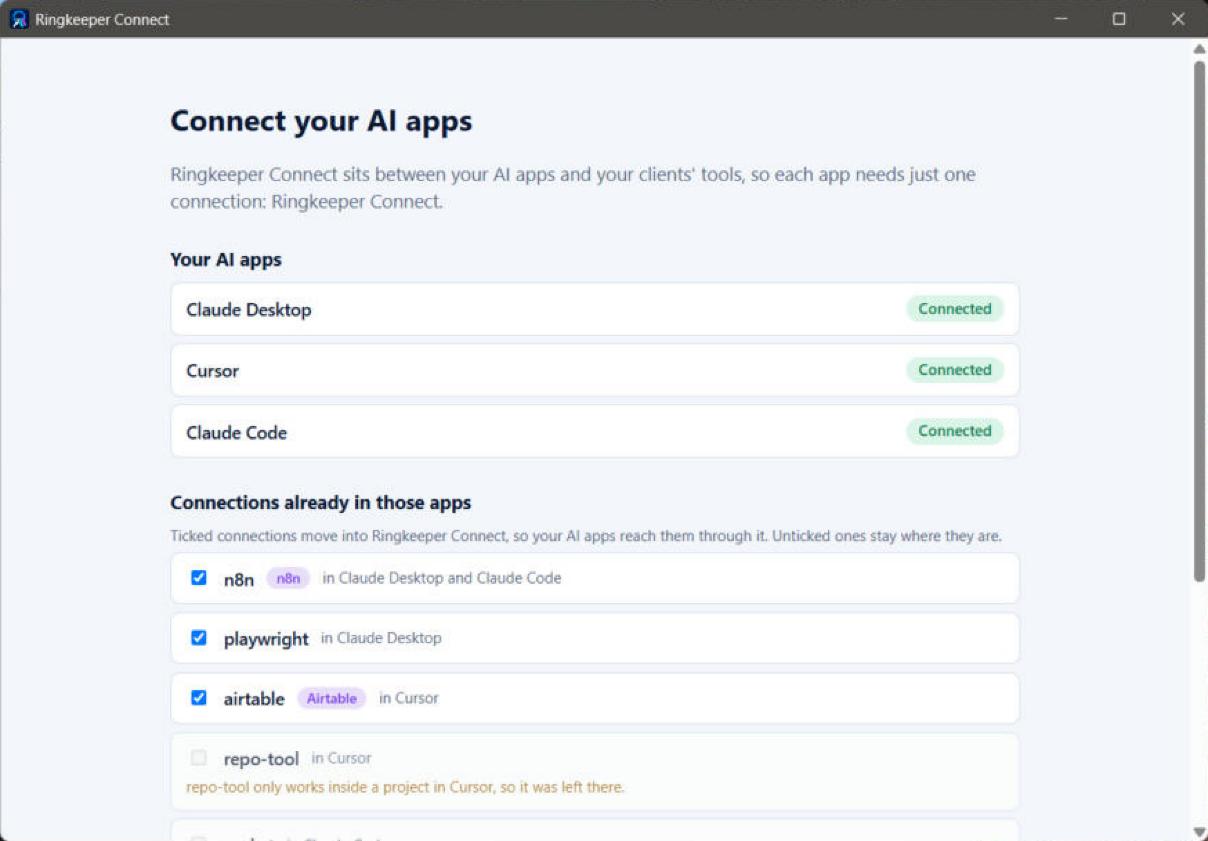 Ringkeeper Connect
Connect your AI apps
Ringkeeper Connect sits between your AI apps and your clients' tools, so each app needs just one
connection: Ringkeeper Connect.
Your AI apps
Claude Desktop Connected
Cursor Connected
Claude Code Connected
Connections already in those apps
Ticked connections move into Ringkeeper Connect, so your AI apps reach them through it. Unticked ones stay where they are.
n8n n8n in Claude Desktop and Claude Code
playwright in Claude Desktop
airtable Airtable in Cursor
repo-tool in Cursor
repo-tool only works inside a project in Cursor, so it was left there.